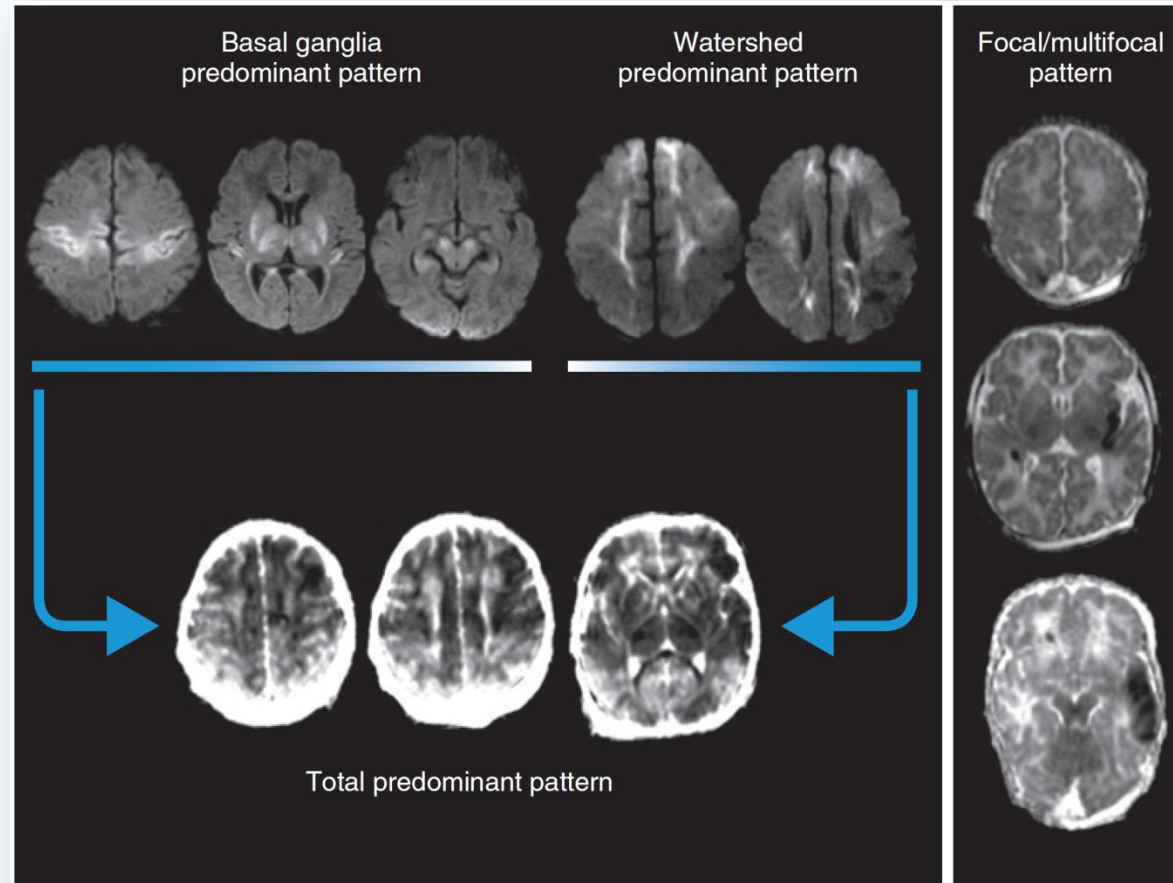 Basal ganglia
predominant pattern
Watershed
predominant pattern
Focal/multifocal
pattern
Total predominant pattern